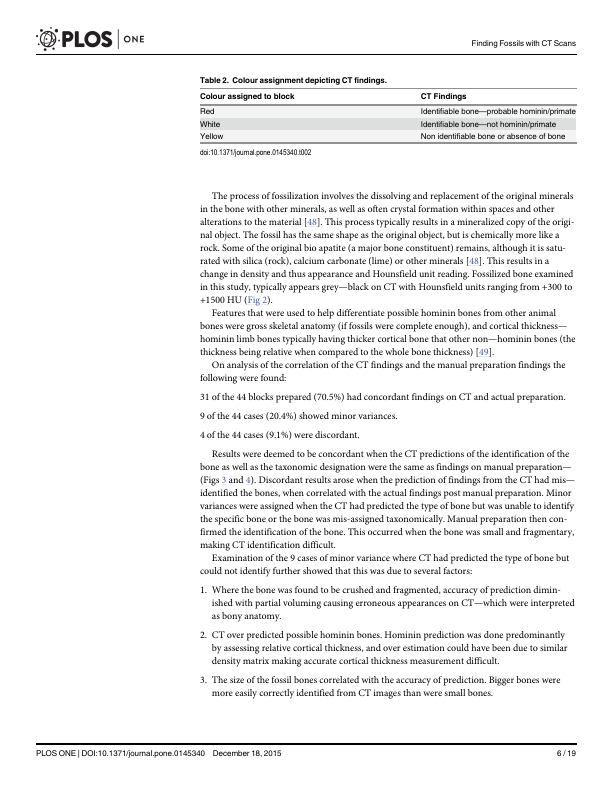 PLOS | ONE
Finding Fossils with CT Scans
Table 2. Colour assignment depicting CT findings.
Colour assigned to block CT Findings
Red Identifiable bone—probable hominin/primate
White Identifiable bone—not hominin/primate
Yellow Non identifiable bone or absence of bone
doi:10.1371/journal.pone.0145340.t002
The process of fossilization involves the dissolving and replacement of the original minerals
in the bone with other minerals, as well as often crystal formation within spaces and other
alterations to the material [48]. This process typically results in a mineralized copy of the origi-
nal object. The fossil has the same shape as the original object, but is chemically more like a
rock. Some of the original bio apatite (a major bone constituent) remains, although it is satu-
rated with silica (rock), calcium carbonate (lime) or other minerals [48]. This results in a
change in density and thus appearance and Hounsfield unit reading. Fossilized bone examined
in this study, typically appears grey—black on CT with Hounsfield units ranging from +300 to
+1500 HU (Fig 2).
Features that were used to help differentiate possible hominin bones from other animal
bones were gross skeletal anatomy (if fossils were complete enough), and cortical thickness—
hominin limb bones typically having thicker cortical bone that other non—hominin bones (the
thickness being relative when compared to the whole bone thickness) [49].
On analysis of the correlation of the CT findings and the manual preparation findings the
following were found:
31 of the 44 blocks prepared (70.5%) had concordant findings on CT and actual preparation.
9 of the 44 cases (20.4%) showed minor variances.
4 of the 44 cases (9.1%) were discordant.
Results were deemed to be concordant when the CT predictions of the identification of the
bone as well as the taxonomic designation were the same as findings on manual preparation—
(Figs 3 and 4). Discordant results arose when the prediction of findings from the CT had mis—
identified the bones, when correlated with the actual findings post manual preparation. Minor
variances were assigned when the CT had predicted the type of bone but was unable to identify
the specific bone or the bone was mis-assigned taxonomically. Manual preparation then con-
firmed the identification of the bone. This occurred when the bone was small and fragmentary,
making CT identification difficult.
Examination of the 9 cases of minor variance where CT had predicted the type of bone but
could not identify further showed that this was due to several factors:
1. Where the bone was found to be crushed and fragmented, accuracy of prediction dimin-
ished with partial voluming causing erroneous appearances on CT—which were interpreted
as bony anatomy.
2. CT over predicted possible hominin bones. Hominin prediction was done predominantly
by assessing relative cortical thickness, and over estimation could have been due to similar
density matrix making accurate cortical thickness measurement difficult.
3. The size of the fossil bones correlated with the accuracy of prediction. Bigger bones were
more easily correctly identified from CT images than were small bones.
PLOS ONE | DOI:10.1371/journal.pone.0145340 December 18, 2015
6 / 19